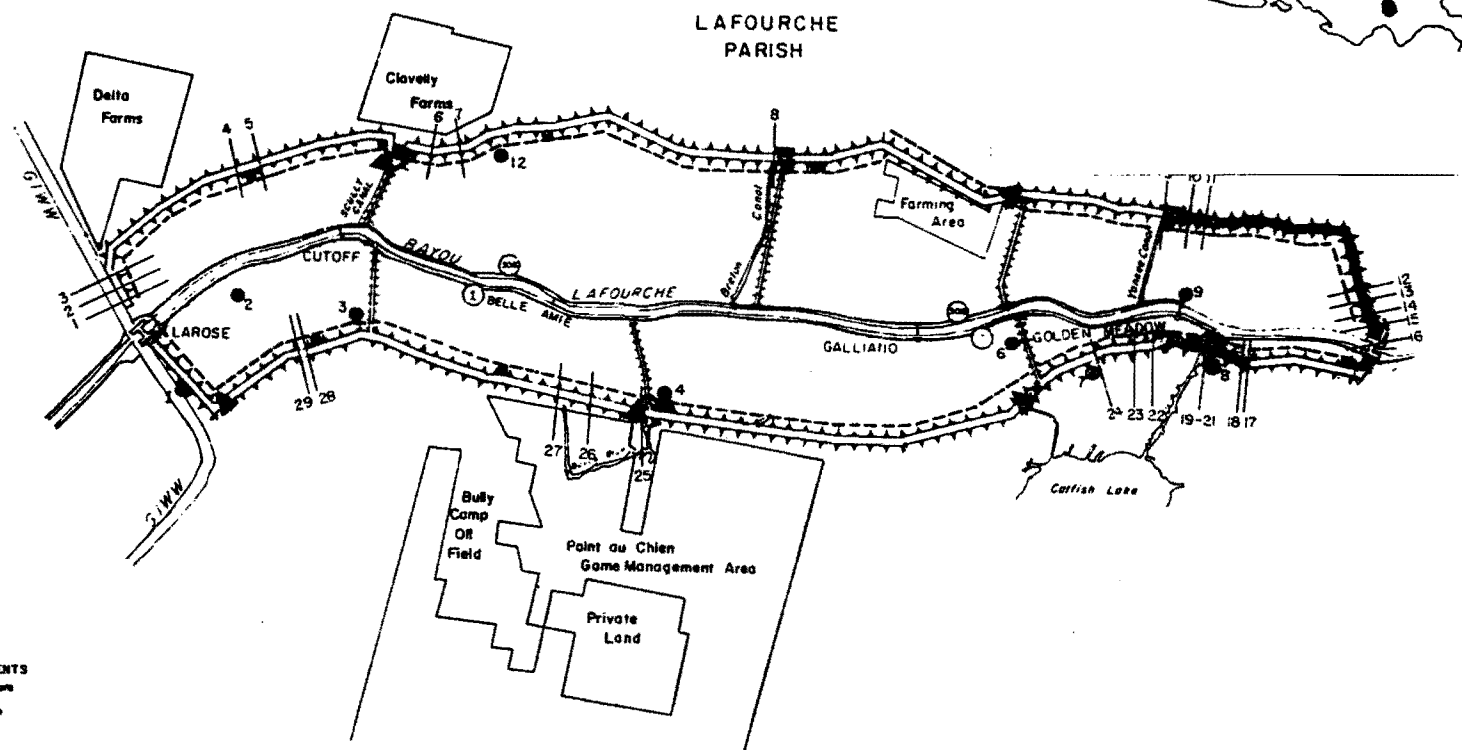 LAFOURCHE
PARISH
Delta
Farms
Clovelly
Farms
4
5
6
7
8
12
GIWW
SCULLY
CANAL
Canal
Breton
Farming
Area
Yankee Canal
10
CUTOFF
BAYOU
LAFOURCHE
1
BELLE AMIE
2
3
LAROSE
3
2
1
9
GALLIANO
GOLDEN MEADOW
6
8
12
13
14
15
16
29 28
4
27
26
25
24
23
22
19-21
18
17
Catfish Lake
GIWW
Bully
Camp
Oil
Field
Point au Chien
Game Management Area
Private
Land